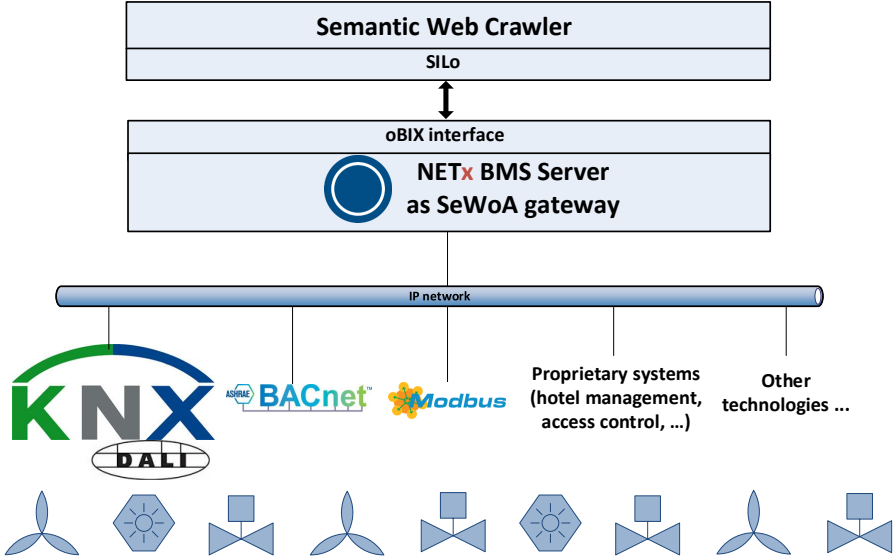 Semantic Web Crawler
SILo
oBIX interface
NETx BMS Server
as SeWoA gateway
IP network
KNX
DALI
ASHRAE BACnet™
Modbus
Proprietary systems
(hotel management,
access control, …)
Other
technologies ...